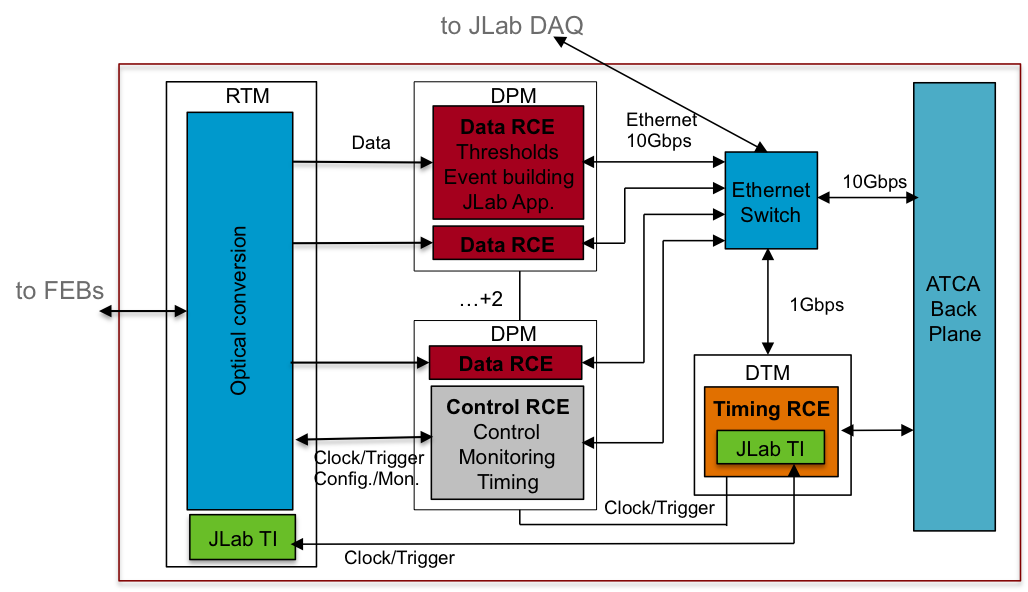 to JLab DAQ
RTM
DPM
Data RCE
Thresholds
Event building
JLab App.
Data
Ethernet
10Gbps
Ethernet
Switch
10Gbps
Data RCE
Optical conversion
to FEBs
…+2
1Gbps
ATCA
Back
Plane
DPM
Data RCE
DTM
Timing RCE
JLab TI
Control RCE
Control
Monitoring
Timing
Clock/Trigger
Config./Mon.
Clock/Trigger
JLab TI
Clock/Trigger